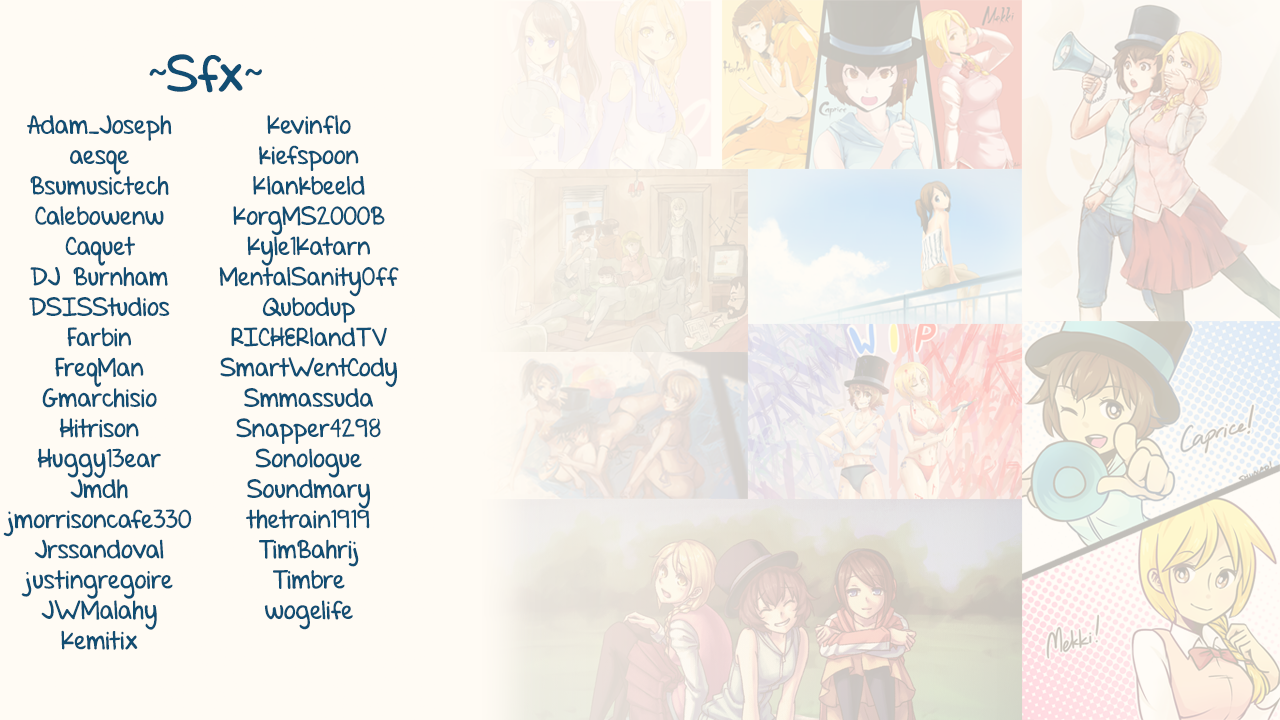 ~Sfx~
Adam_Joseph
aesqe
Bsumusictech
Calebowenw
Caquet
DJ Burnham
DSISStudios
Farbin
FreqMan
Gmarchisio
Hitrison
Huggy13ear
Jmdh
jmorrisoncafe330
Jrssandoval
justingregoire
JWMalahy
Kemitix
Kevinflo
kiefspoon
Klankbeeld
KorgMS2000B
Kyle1Katarn
MentalSanityOff
Qubodup
RICHERlandTV
SmartWentCody
Smmassuda
Snapper4298
Sonologue
Soundmary
thetrain1919
TimBahrij
Timbre
wogelife
Mekki
Caprice
WIP
Caprice!
Mekki!